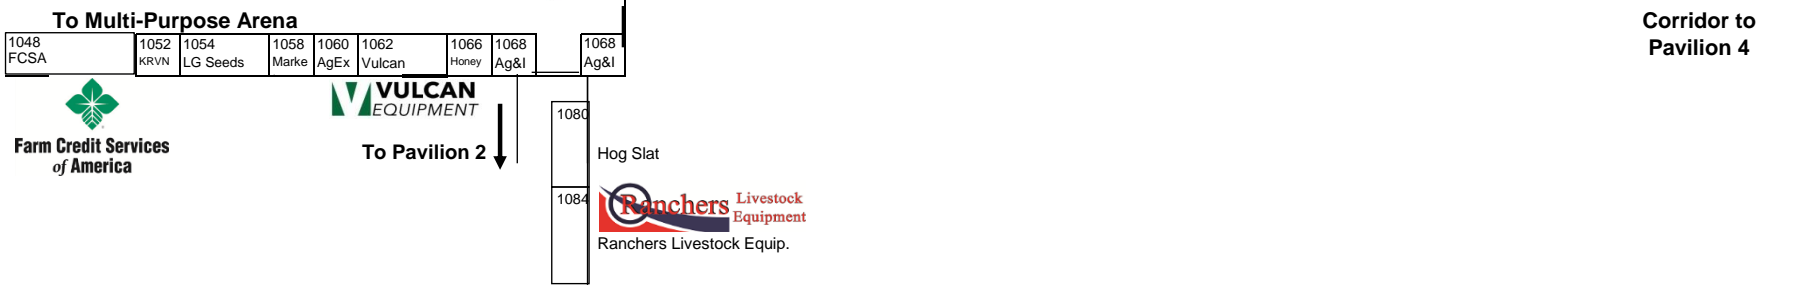 To Multi-Purpose Arena
Corridor to
Pavilion 4
1048
FCSA
1052
KRVN
1054
LG Seeds
1058
Marke
1060
AgEx
1062
Vulcan
1066
Honey
1068
Ag&I
1068
Ag&I
Farm Credit Services
of America
VULCAN
EQUIPMENT
To Pavilion 2
1080
Hog Slat
1084
Ranchers Livestock
Equipment
Ranchers Livestock Equip.